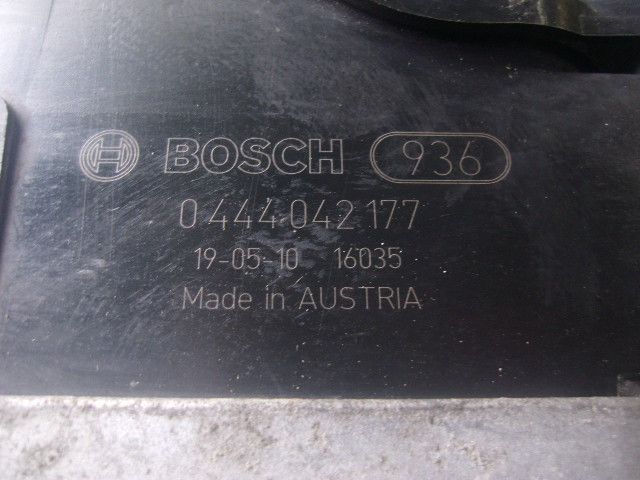 BOSCH 936
0 444 042 177
19-05-10 16035
Made in AUSTRIA